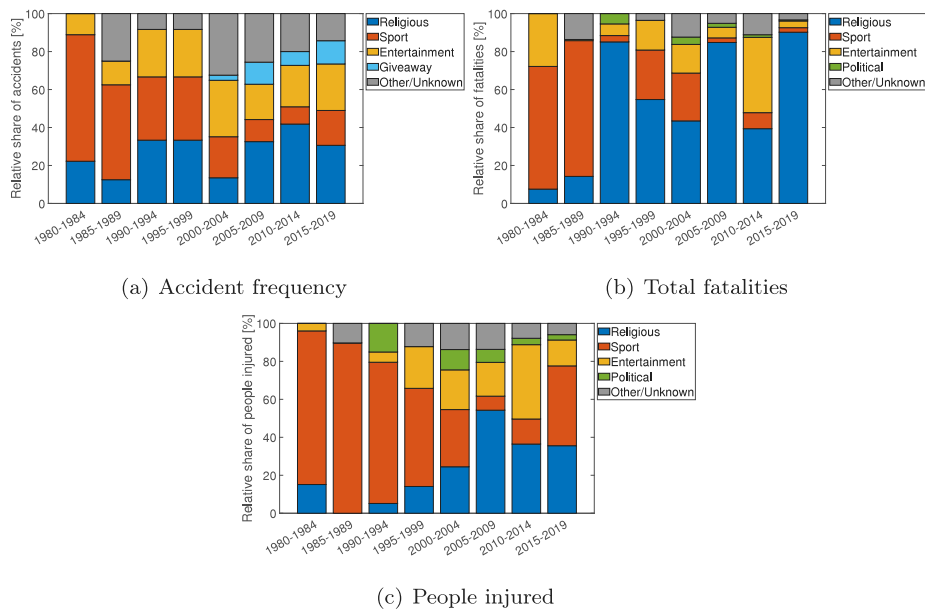 Relative share of accidents [%]
100
80
60
40
20
0
1980-1984
1985-1989
1990-1994
1995-1999
2000-2004
2005-2009
2010-2014
2015-2019
Religious
Sport
Entertainment
Giveaway
Other/Unknown
(a) Accident frequency
Relative share of fatalities [%]
100
80
60
40
20
0
1980-1984
1985-1989
1990-1994
1995-1999
2000-2004
2005-2009
2010-2014
2015-2019
Religious
Sport
Entertainment
Political
Other/Unknown
(b) Total fatalities
Relative share of people injured [%]
100
80
60
40
20
0
1980-1984
1985-1989
1990-1994
1995-1999
2000-2004
2005-2009
2010-2014
2015-2019
Religious
Sport
Entertainment
Political
Other/Unknown
(c) People injured